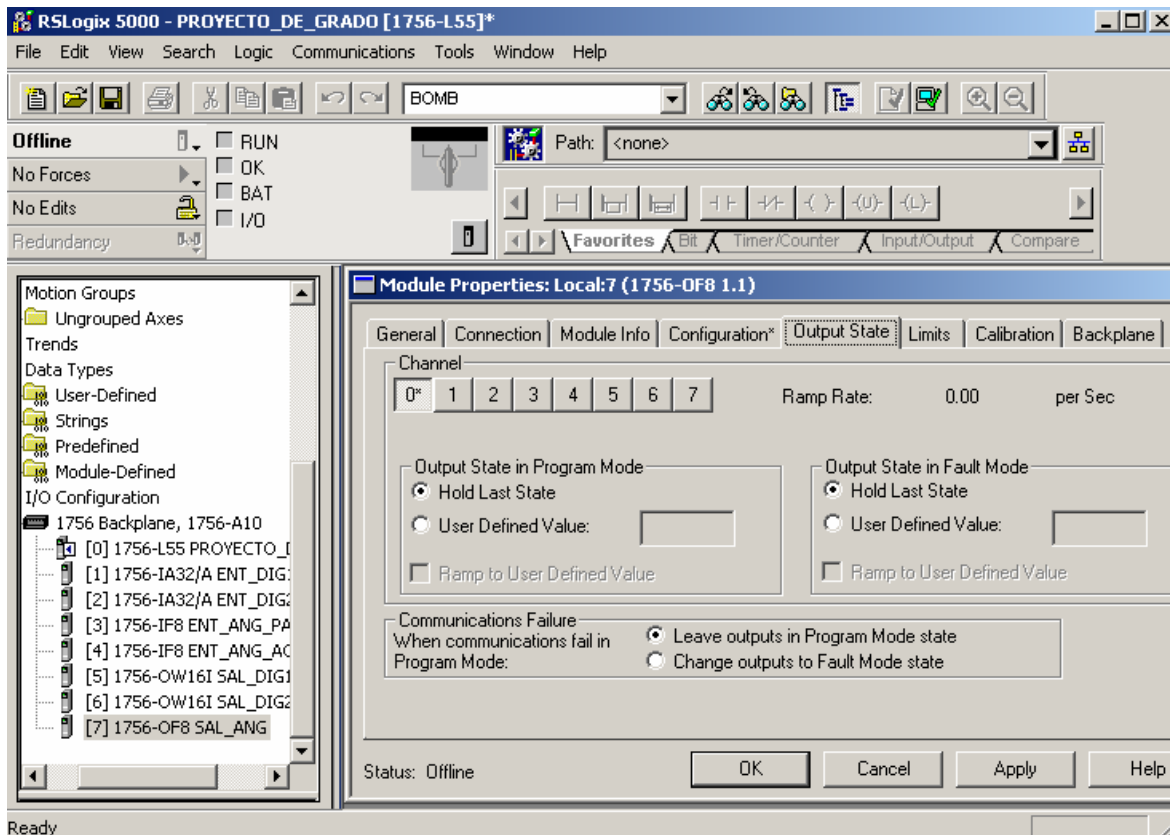 RSLogix 5000 - PROYECTO_DE_GRADO [1756-L55]*
File Edit View Search Logic Communications Tools Window Help
BOMB
Offline
No Forces
No Edits
Redundancy
RUN
OK
BAT
I/O
Path: <none>
-(U)- -(L)-
Favorites Bit Timer/Counter Input/Output Compare
Motion Groups
Ungrouped Axes
Trends
Data Types
User-Defined
Strings
Predefined
Module-Defined
I/O Configuration
1756 Backplane, 1756-A10
[0] 1756-L55 PROYECTO_D
[1] 1756-IA32/A ENT_DIG1
[2] 1756-IA32/A ENT_DIG2
[3] 1756-IF8 ENT_ANG_PA
[4] 1756-IF8 ENT_ANG_AC
[5] 1756-OW16I SAL_DIG1
[6] 1756-OW16I SAL_DIG2
[7] 1756-OF8 SAL_ANG
Module Properties: Local:7 (1756-OF8 1.1)
General Connection Module Info Configuration* Output State Limits Calibration Backplane
Channel
0* 1 2 3 4 5 6 7 Ramp Rate: 0.00 per Sec
Output State in Program Mode
Hold Last State
User Defined Value:
Ramp to User Defined Value
Output State in Fault Mode
Hold Last State
User Defined Value:
Ramp to User Defined Value
Communications Failure
When communications fail in
Program Mode:
Leave outputs in Program Mode state
Change outputs to Fault Mode state
Status: Offline
OK Cancel Apply Help
Ready